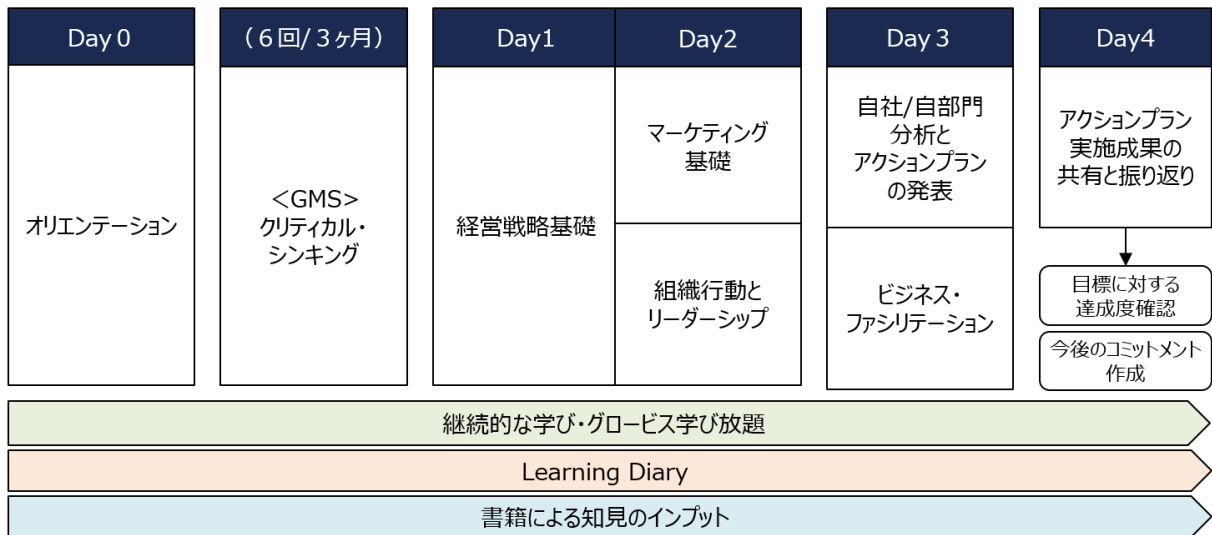 Day 0
(6回/3ヶ月)
Day1
Day2
Day 3
Day4
オリエンテーション
<GMS>
クリティカル・
シンキング
経営戦略基礎
マーケティング
基礎
組織行動と
リーダーシップ
自社/自部門
分析と
アクションプラン
の発表
ビジネス・
ファシリテーション
アクションプラン
実施成果の
共有と振り返り
目標に対する
達成度確認
今後のコミットメント
作成
継続的な学び・グロービス学び放題
Learning Diary
書籍による知見のインプット